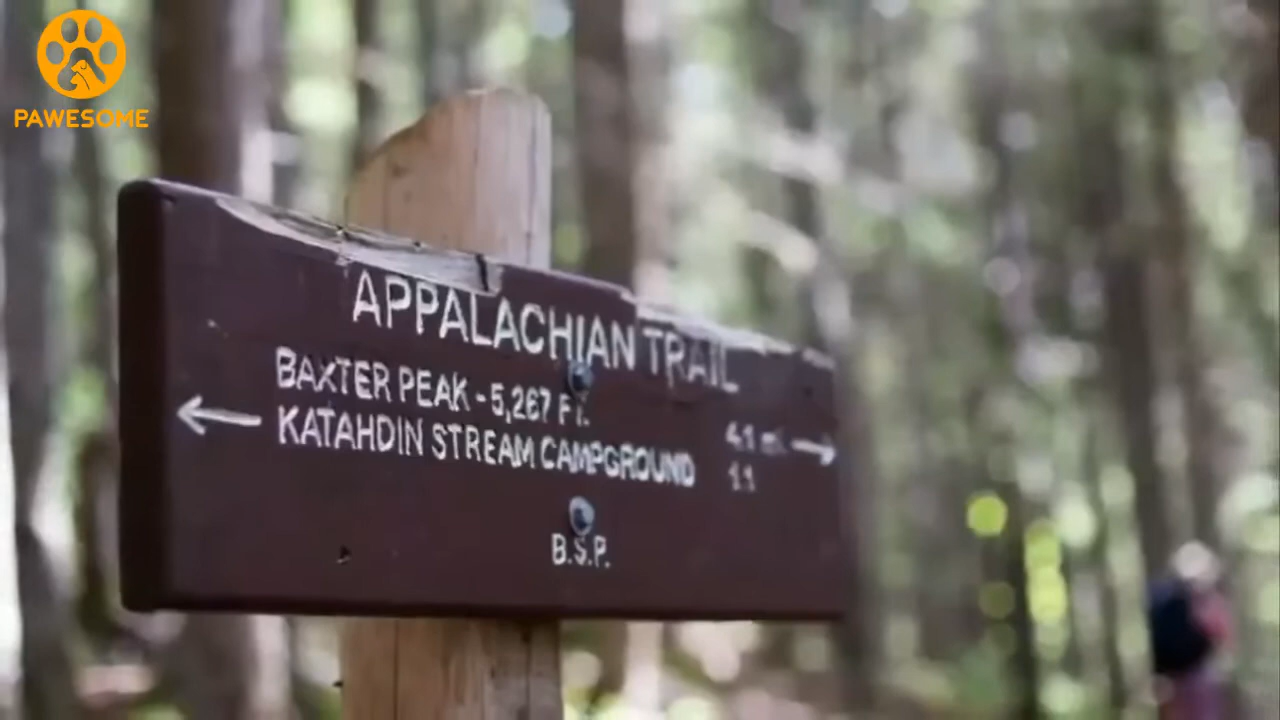 PAWESOME
APPALACHIAN TRAIL
BAXTER PEAK - 5,267 FT. 4.1 mi.
KATAHDIN STREAM CAMPGROUND 1.1
B.S.P.